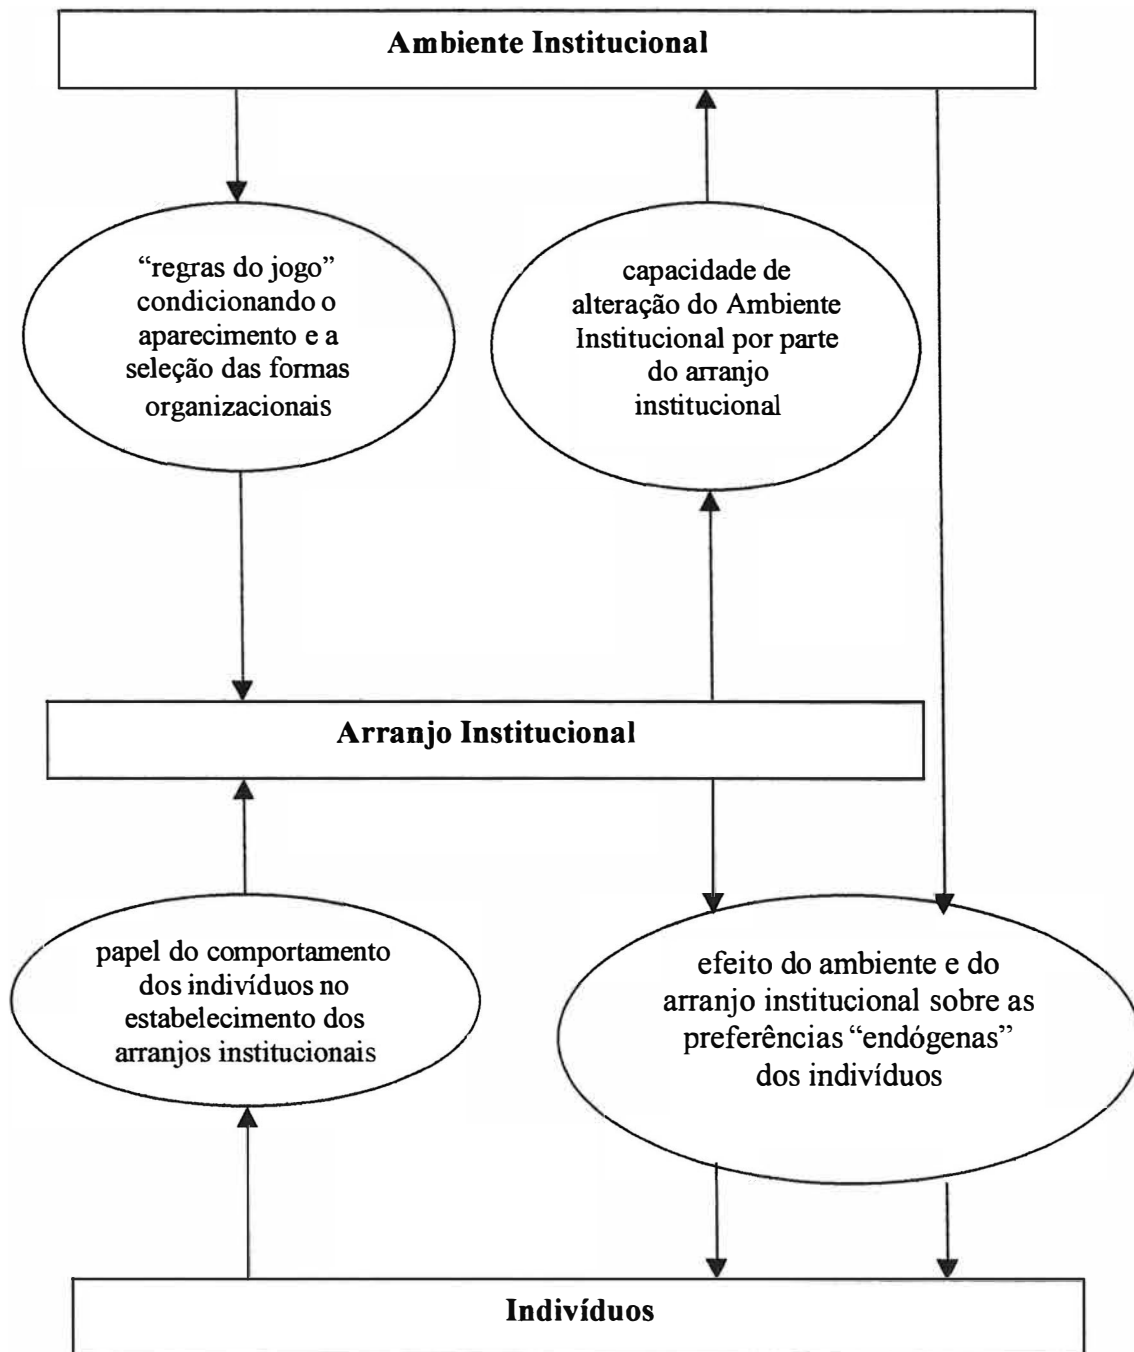 Ambiente Institucional
“regras do jogo”
condicionando o
aparecimento e a
seleção das formas
organizacionais
capacidade de
alteração do Ambiente
Institucional por parte
do arranjo
institucional
Arranjo Institucional
papel do comportamento
dos indivíduos no
estabelecimento dos
arranjos institucionais
efeito do ambiente e do
arranjo institucional sobre as
preferências “endógenas”
dos indivíduos
Indivíduos